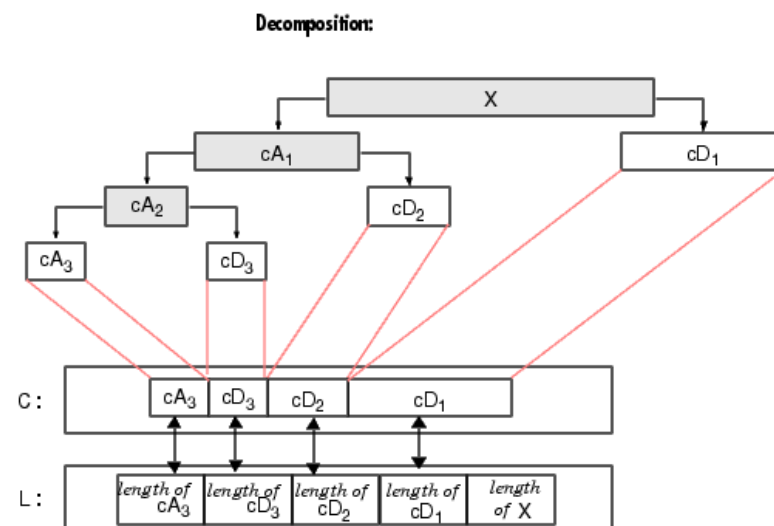 Decomposition:
X
cA₁ cD₁
cA₂ cD₂
cA₃ cD₃
C: cA₃ cD₃ cD₂ cD₁
L: length of cA₃ length of cD₃ length of cD₂ length of cD₁ length of X